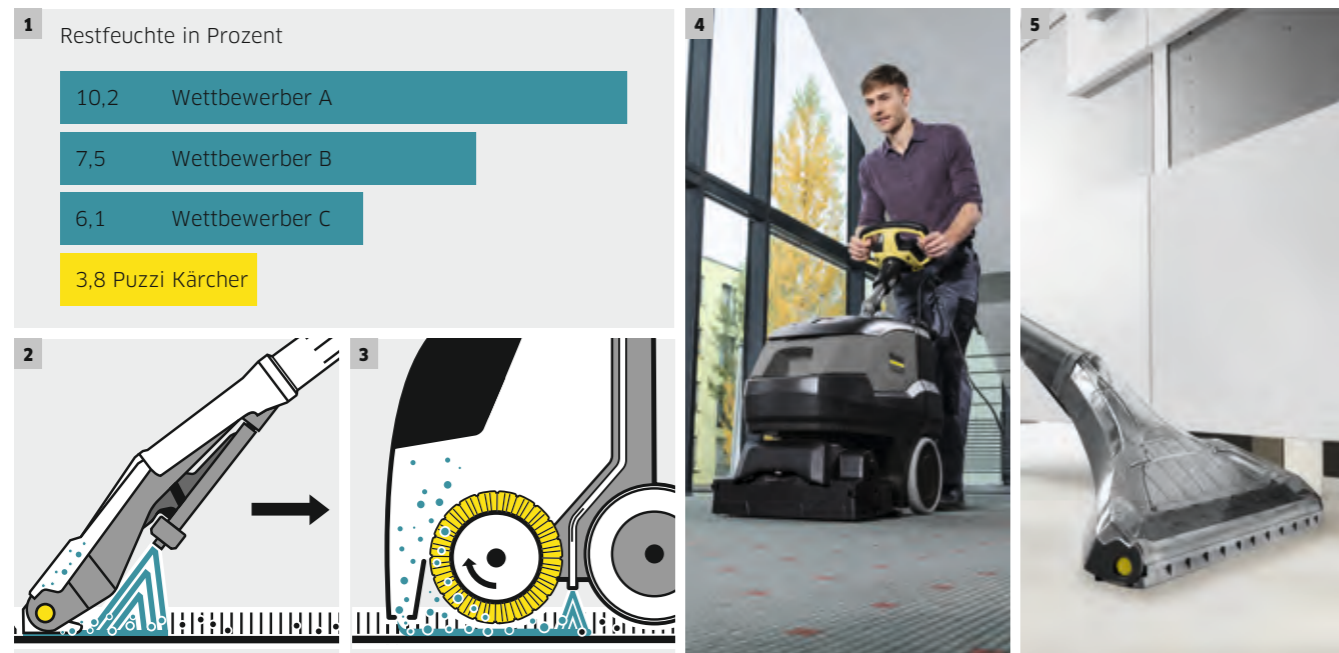 1
Restfeuchte in Prozent
10,2 Wettbewerber A
7,5 Wettbewerber B
6,1 Wettbewerber C
3,8 Puzzi Kärcher
2
3
4
5